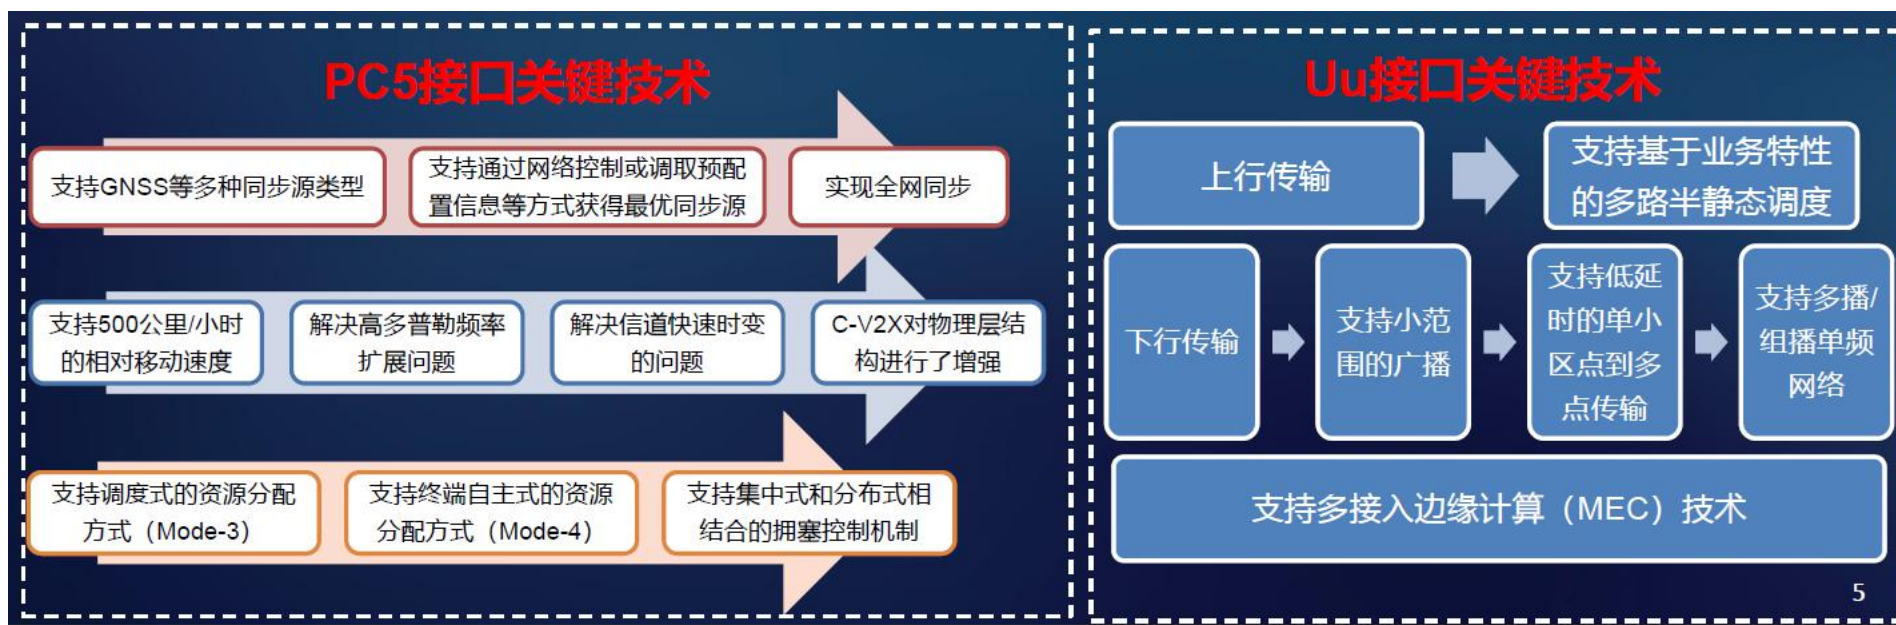 PC5接口关键技术
支持GNSS等多种同步源类型
支持通过网络控制或调取预配
置信息等方式获得最优同步源
实现全网同步
支持500公里/小时
的相对移动速度
解决高多普勒频率
扩展问题
解决信道快速时变
的问题
C-V2X对物理层结
构进行了增强
支持调度式的资源分配
方式（Mode-3）
支持终端自主式的资源
分配方式（Mode-4）
支持集中式和分布式相
结合的拥塞控制机制
Uu接口关键技术
上行传输
支持基于业务特性
的多路半静态调度
下行传输
支持小范
围的广播
支持低延
时的单小
区点到多
点传输
支持多播/
组播单频
网络
支持多接入边缘计算（MEC）技术
5